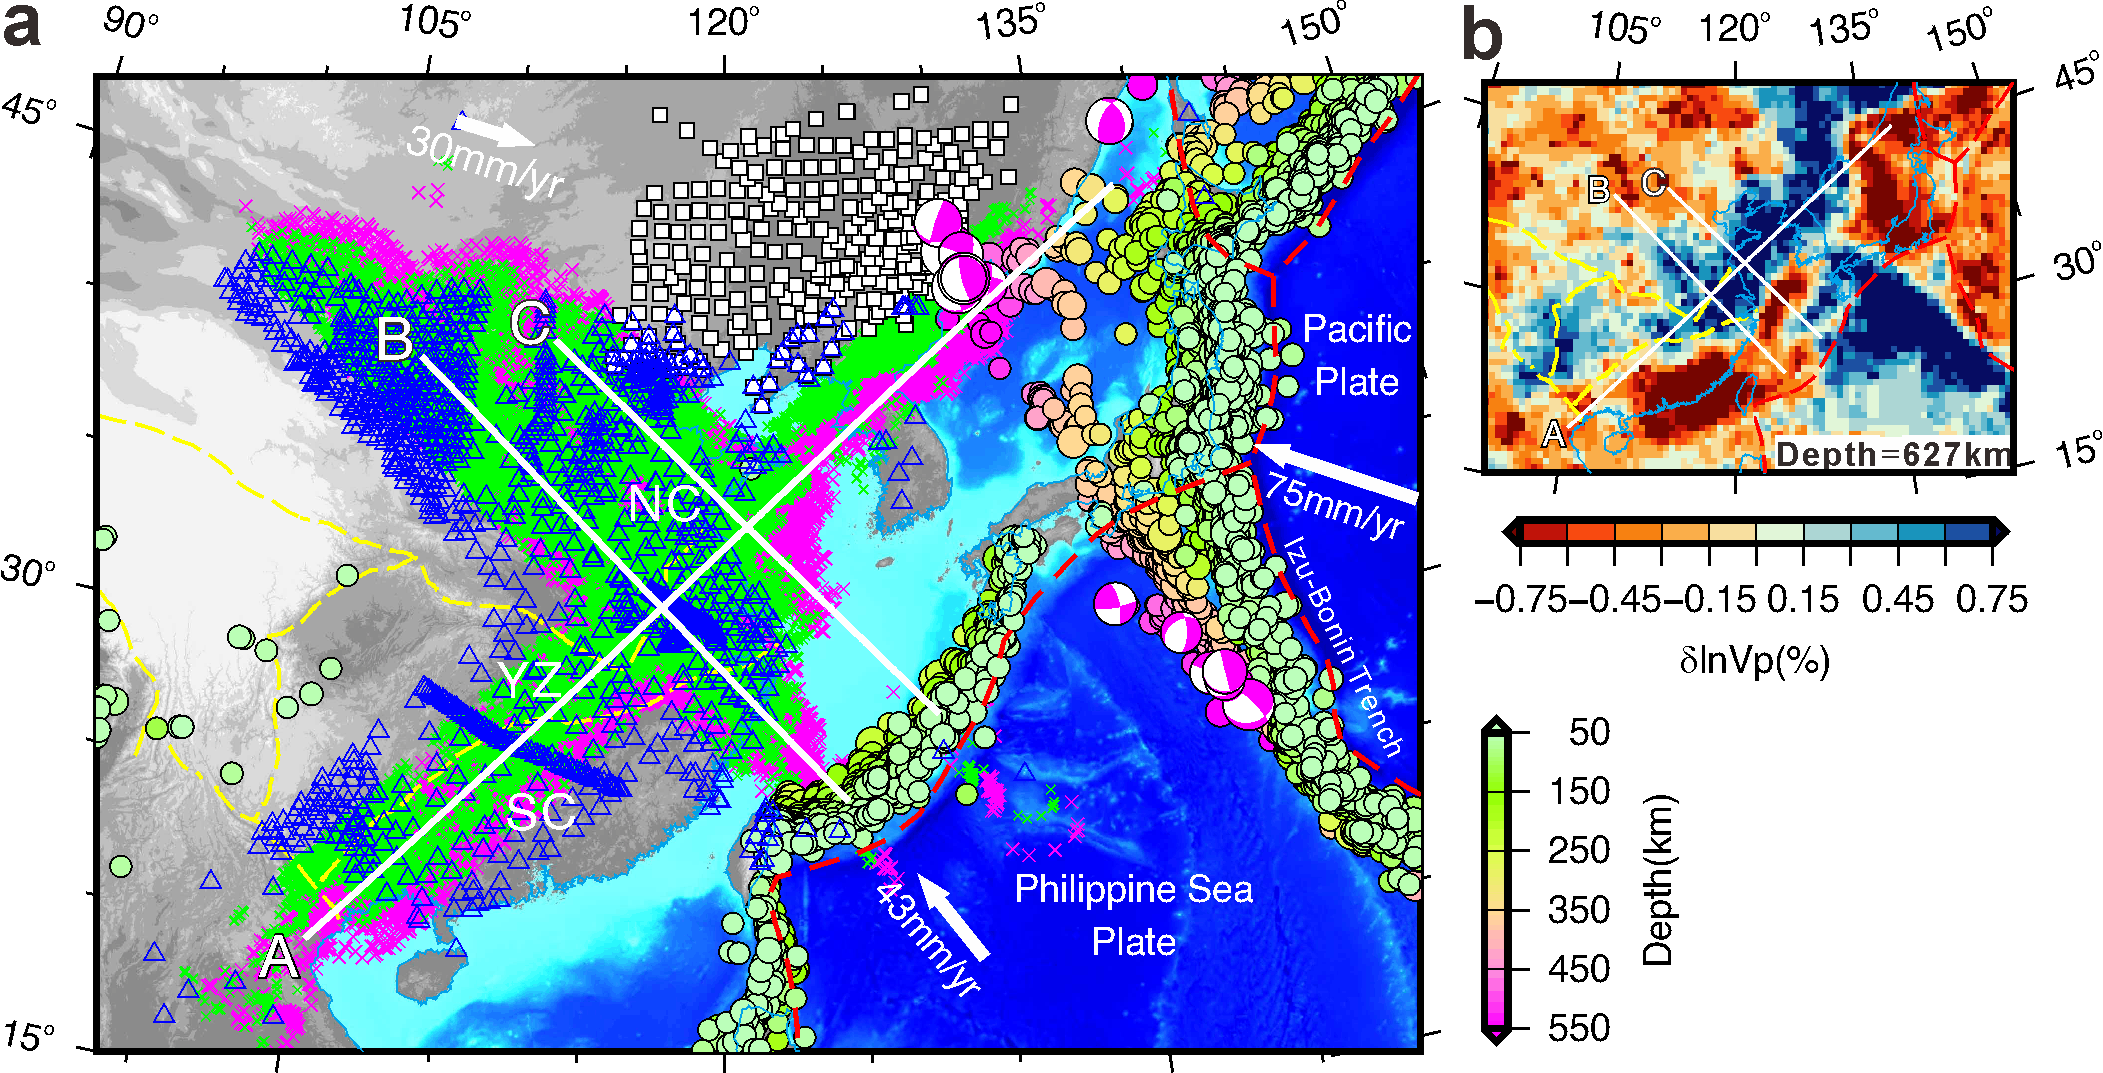 a
90°
105°
120°
135°
150°
45°
30°
15°
30mm/yr
B
C
NC
YZ
SC
A
Pacific
Plate
75mm/yr
Izu-Bonin Trench
Philippine Sea
Plate
43mm/yr
b
105°
120°
135°
150°
45°
30°
15°
B
C
A
Depth=627km
−0.75
−0.45
−0.15
0.15
0.45
0.75
δlnVp(%)
50
150
250
350
450
550
Depth(km)